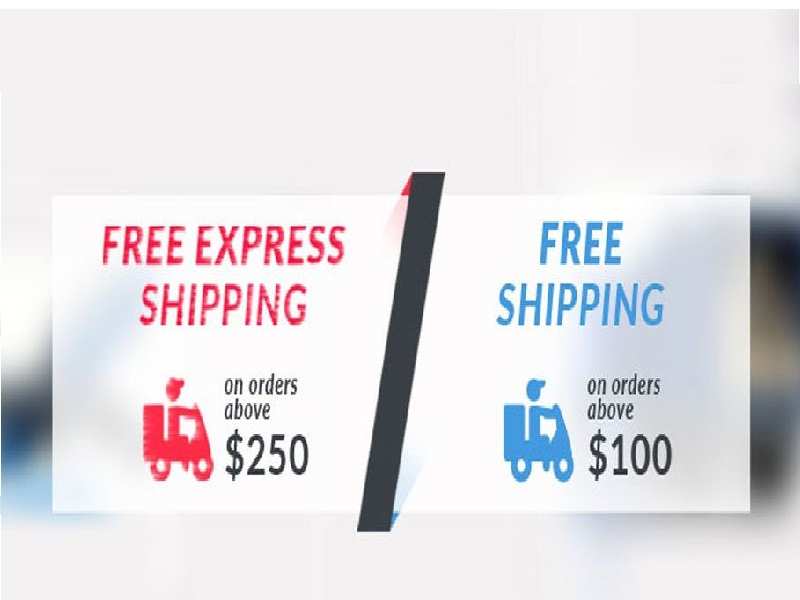 FREE EXPRESS
SHIPPING
on orders
above
$250
FREE
SHIPPING
on orders
above
$100